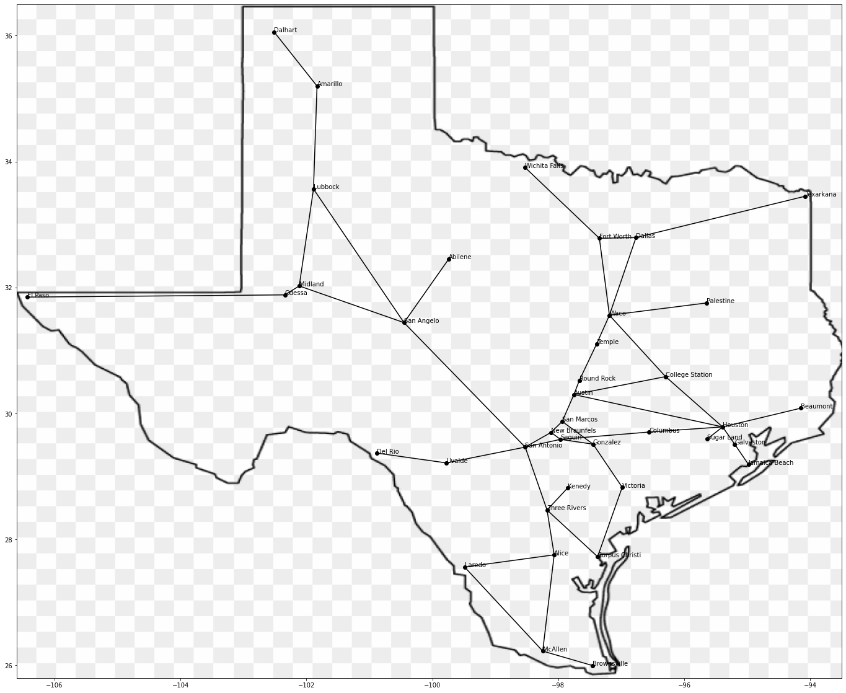 36
Dalhart
Amarillo
34
Wichita Falls
Texarkana
Lubbock
Fort Worth
Dallas
Abilene
32
Midland
Odessa
El Paso
Palestine
Waco
San Angelo
Temple
Round Rock
College Station
Austin
30
Beaumont
San Marcos
Houston
New Braunfels
Columbus
Seguin
Sugar Land
Galveston
San Antonio
Gonzalez
Del Rio
Uvalde
Jamaica Beach
Kenedy
Victoria
Three Rivers
28
Alice
Corpus Christi
Laredo
McAllen
26
Brownsville
−106
−104
−102
−100
−98
−96
−94